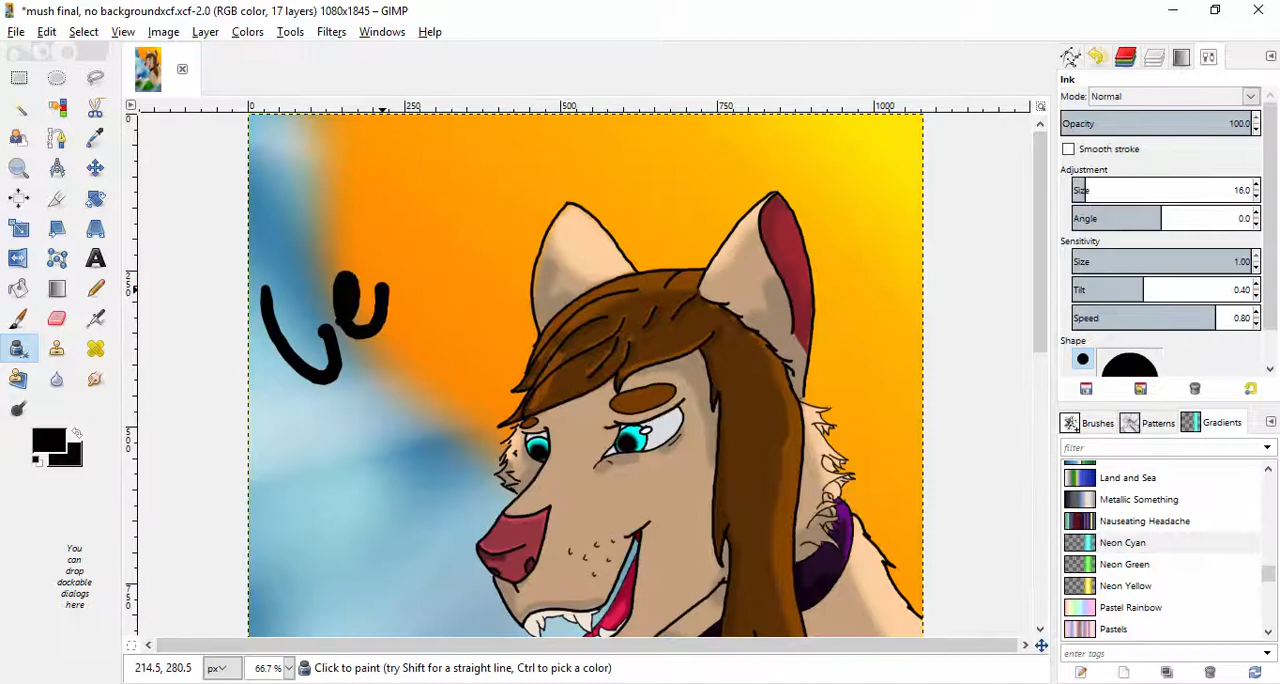 *mush final, no backgroundxcf.xcf-2.0 (RGB color, 17 layers) 1080x1845 – GIMP
File Edit Select View Image Layer Colors Tools Filters Windows Help
0 250 500 750 1000
0
250
500
750
Ink
Mode: Normal
Opacity 100.0
Smooth stroke
Adjustment
Size 16.0
Angle 0.0
Sensitivity
Size 1.00
Tilt 0.40
Speed 0.80
Shape
Brushes Patterns Gradients
filter
Land and Sea
Metallic Something
Nauseating Headache
Neon Cyan
Neon Green
Neon Yellow
Pastel Rainbow
Pastels
enter tags
You
can
drop
dockable
dialogs
here
214.5, 280.5 px 66.7 % Click to paint (try Shift for a straight line, Ctrl to pick a color)